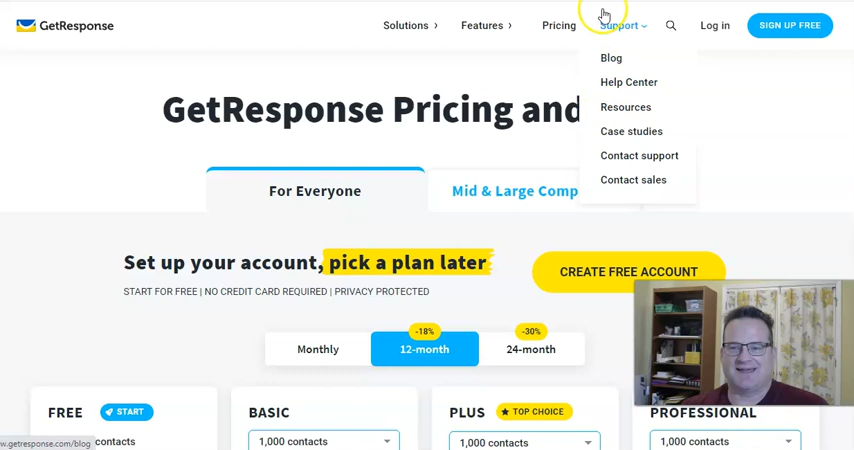 GetResponse
Solutions Features Pricing Support Log in SIGN UP FREE
Blog
Help Center
Resources
Case studies
Contact support
Contact sales
GetResponse Pricing and
For Everyone Mid & Large Comp
Set up your account, pick a plan later
START FOR FREE | NO CREDIT CARD REQUIRED | PRIVACY PROTECTED
CREATE FREE ACCOUNT
-18% -30%
Monthly 12-month 24-month
FREE START BASIC PLUS TOP CHOICE PROFESSIONAL
contacts 1,000 contacts 1,000 contacts 1,000 contacts
w.getresponse.com/blog